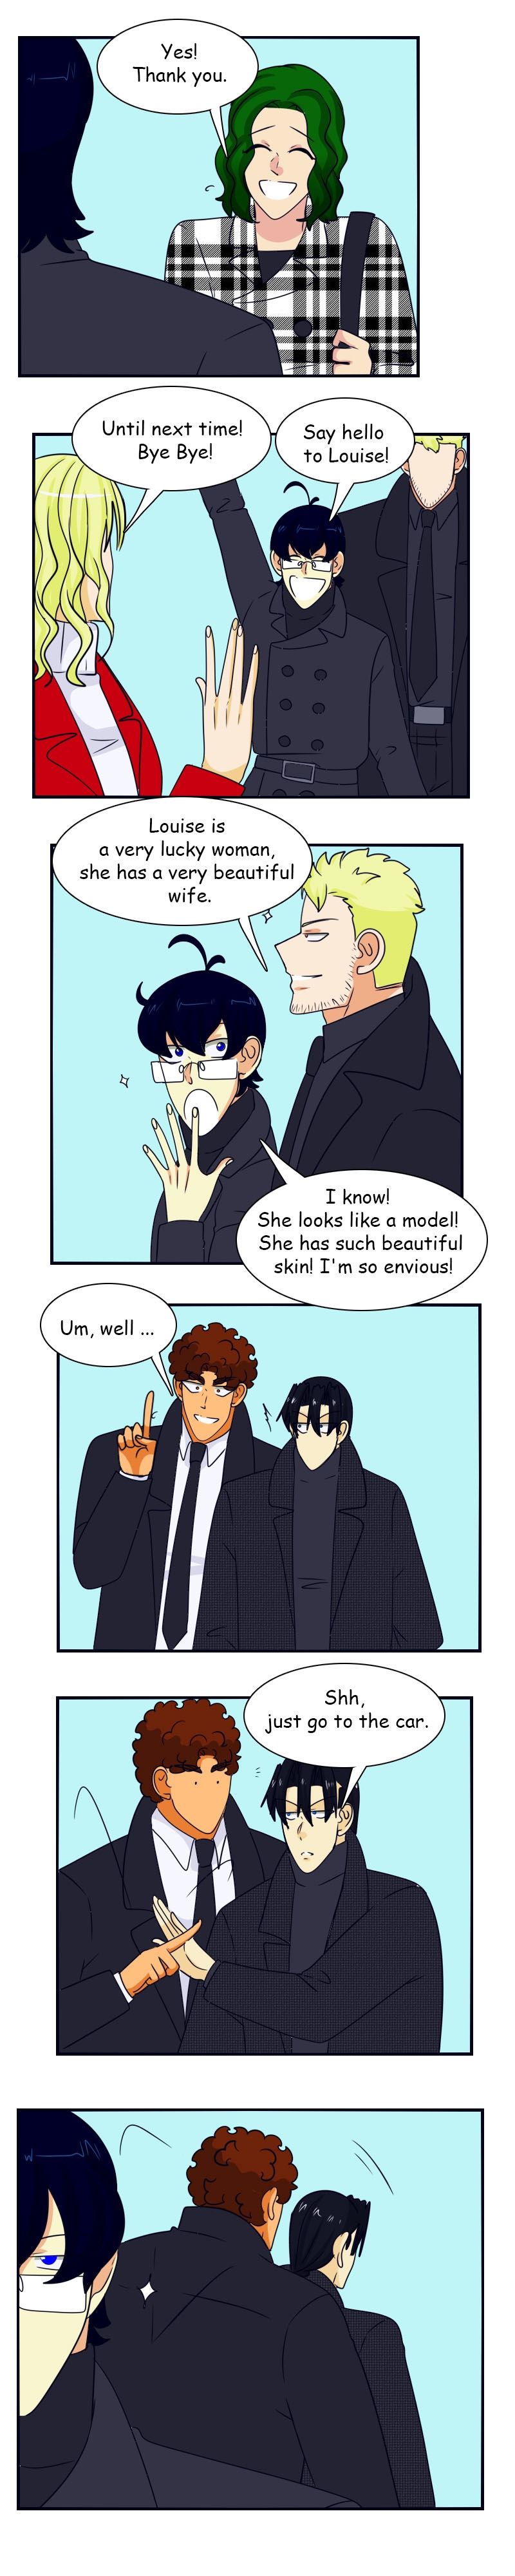 Yes!
Thank you.
Until next time!
Bye Bye!
Say hello
to Louise!
Louise is
a very lucky woman,
she has a very beautiful
wife.
I know!
She looks like a model!
She has such beautiful
skin! I'm so envious!
Um, well ...
Shh,
just go to the car.